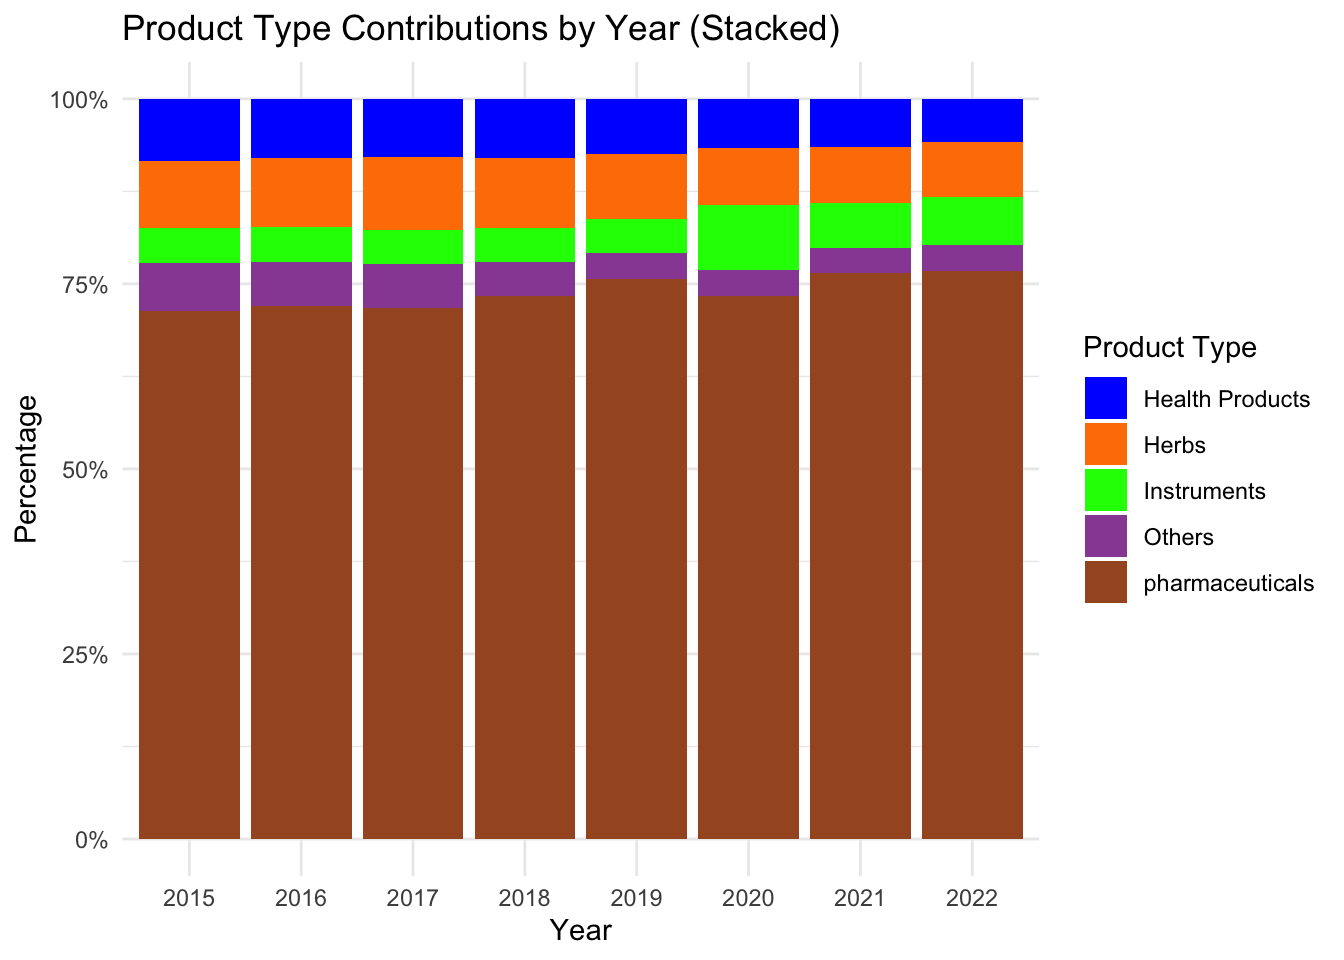 Product Type Contributions by Year (Stacked)
100%
75%
50%
25%
0%
Percentage
2015 2016 2017 2018 2019 2020 2021 2022
Year
Product Type
Health Products
Herbs
Instruments
Others
pharmaceuticals